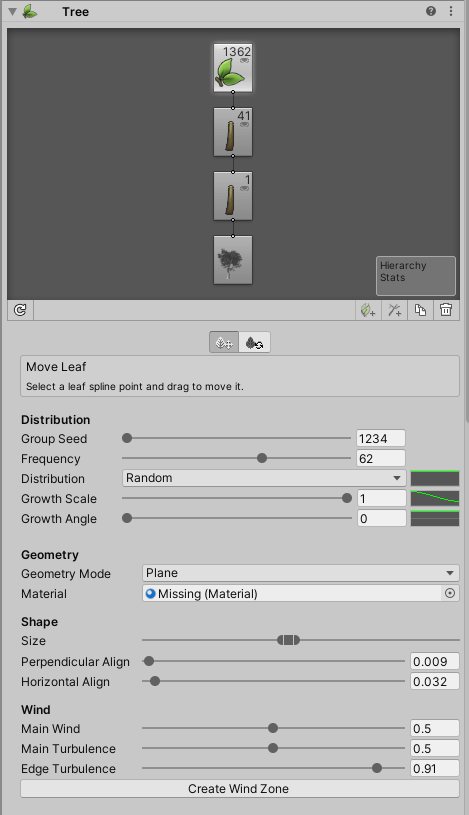 Tree
1362
41
1
Hierarchy
Stats
Move Leaf
Select a leaf spline point and drag to move it.
Distribution
Group Seed 1234
Frequency 62
Distribution Random
Growth Scale 1
Growth Angle 0
Geometry
Geometry Mode Plane
Material Missing (Material)
Shape
Size
Perpendicular Align 0.009
Horizontal Align 0.032
Wind
Main Wind 0.5
Main Turbulence 0.5
Edge Turbulence 0.91
Create Wind Zone